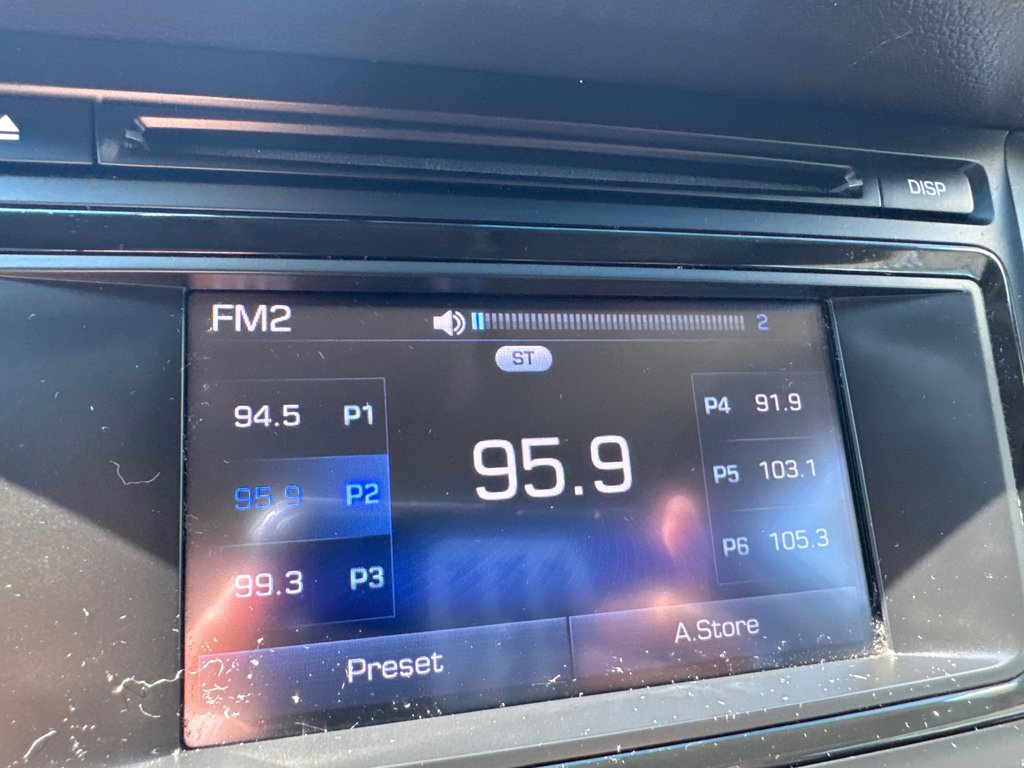 DISP
FM2 2
ST
94.5 P1
95.9 P2
99.3 P3
95.9
P4 91.9
P5 103.1
P6 105.3
Preset A.Store